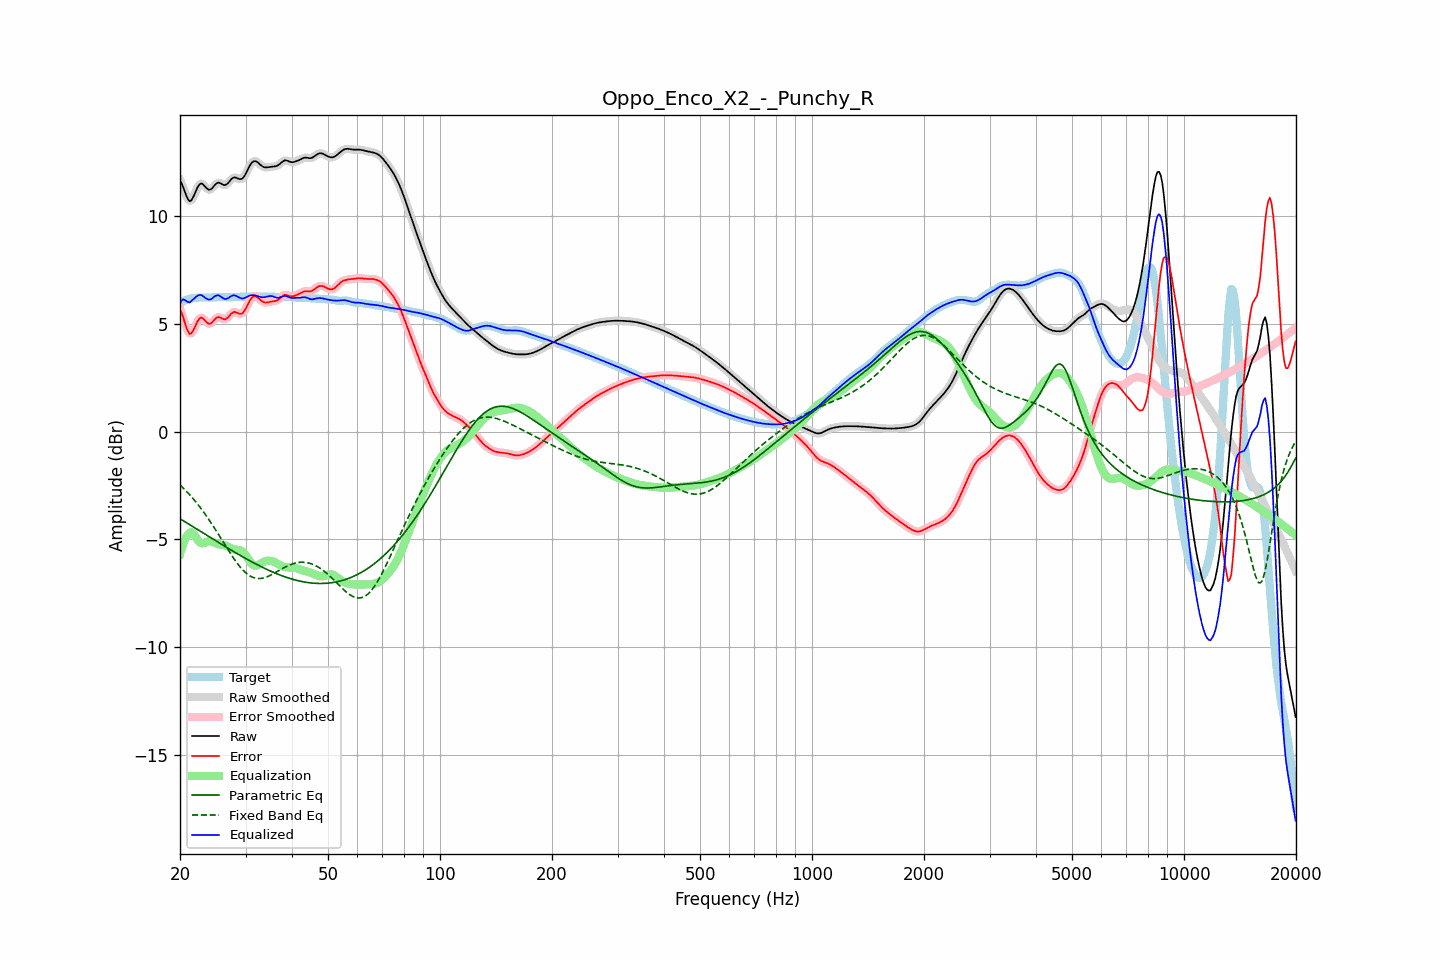 Oppo_Enco_X2_-_Punchy_R
Amplitude (dBr)
10
5
0
−5
−10
−15
Target
Raw Smoothed
Error Smoothed
Raw
Error
Equalization
Parametric Eq
Fixed Band Eq
Equalized
20 50 100 200 500 1000 2000 5000 10000 20000
Frequency (Hz)